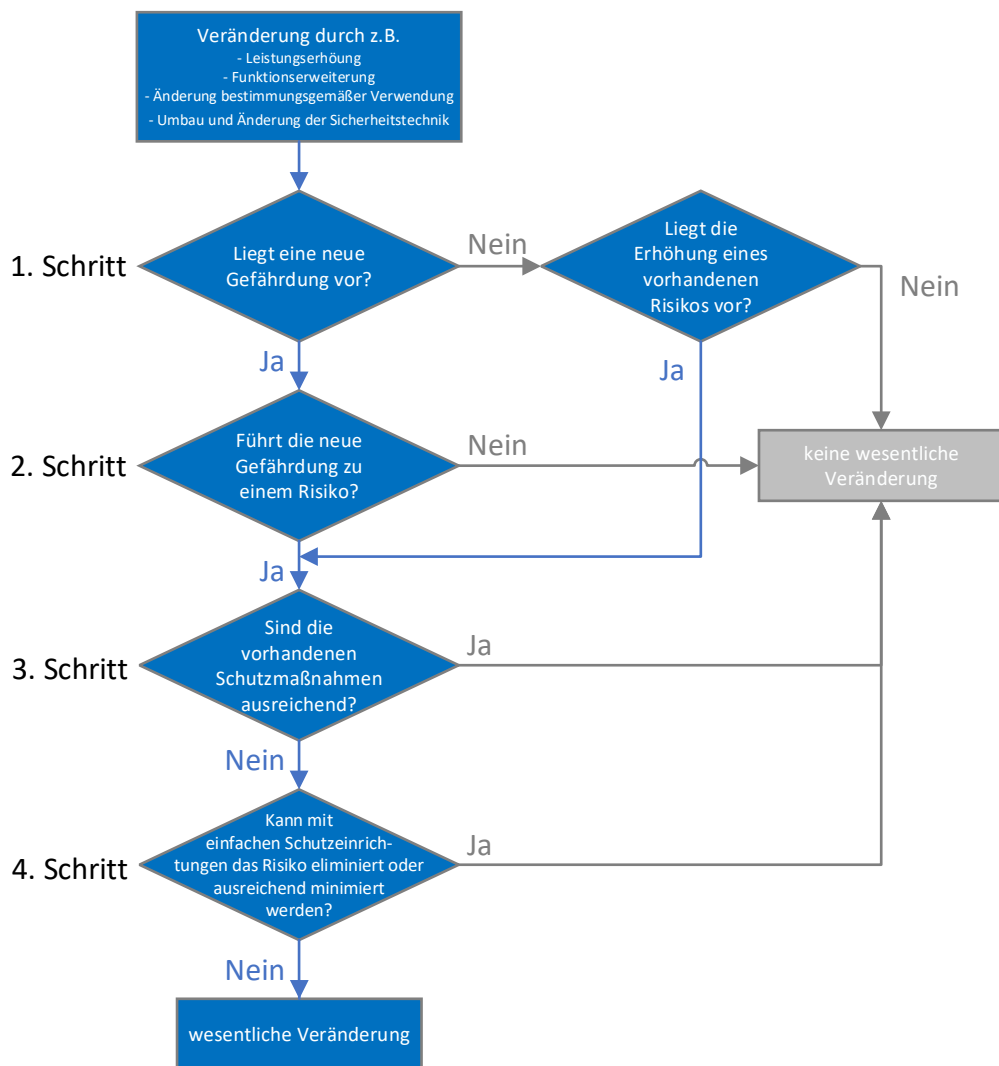 Veränderung durch z.B.
- Leistungserhöung
- Funktionserweiterung
- Änderung bestimmungsgemäßer Verwendung
- Umbau und Änderung der Sicherheitstechnik
1. Schritt
Liegt eine neue
Gefährdung vor?
Nein
Liegt die
Erhöhung eines
vorhandenen
Risikos vor?
Nein
Ja
Ja
2. Schritt
Führt die neue
Gefährdung zu
einem Risiko?
Nein
keine wesentliche
Veränderung
Ja
3. Schritt
Sind die
vorhandenen
Schutzmaßnahmen
ausreichend?
Ja
Nein
4. Schritt
Kann mit
einfachen Schutzeinrich-
tungen das Risiko eliminiert oder
ausreichend minimiert
werden?
Ja
Nein
wesentliche Veränderung